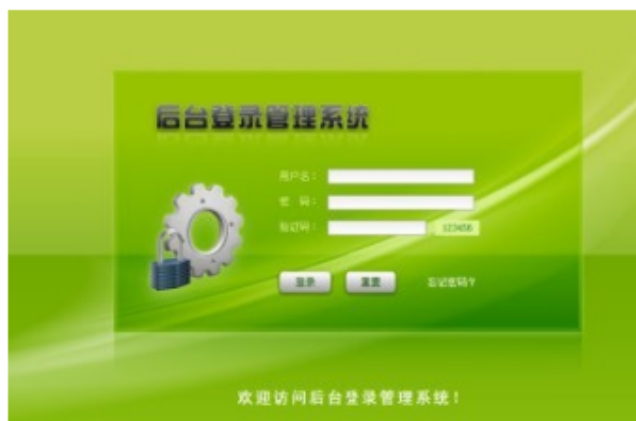 后台登录管理系统
用户名：
密 码：
验证码： 123456
登录 重置 忘记密码？
欢迎访问后台登录管理系统！